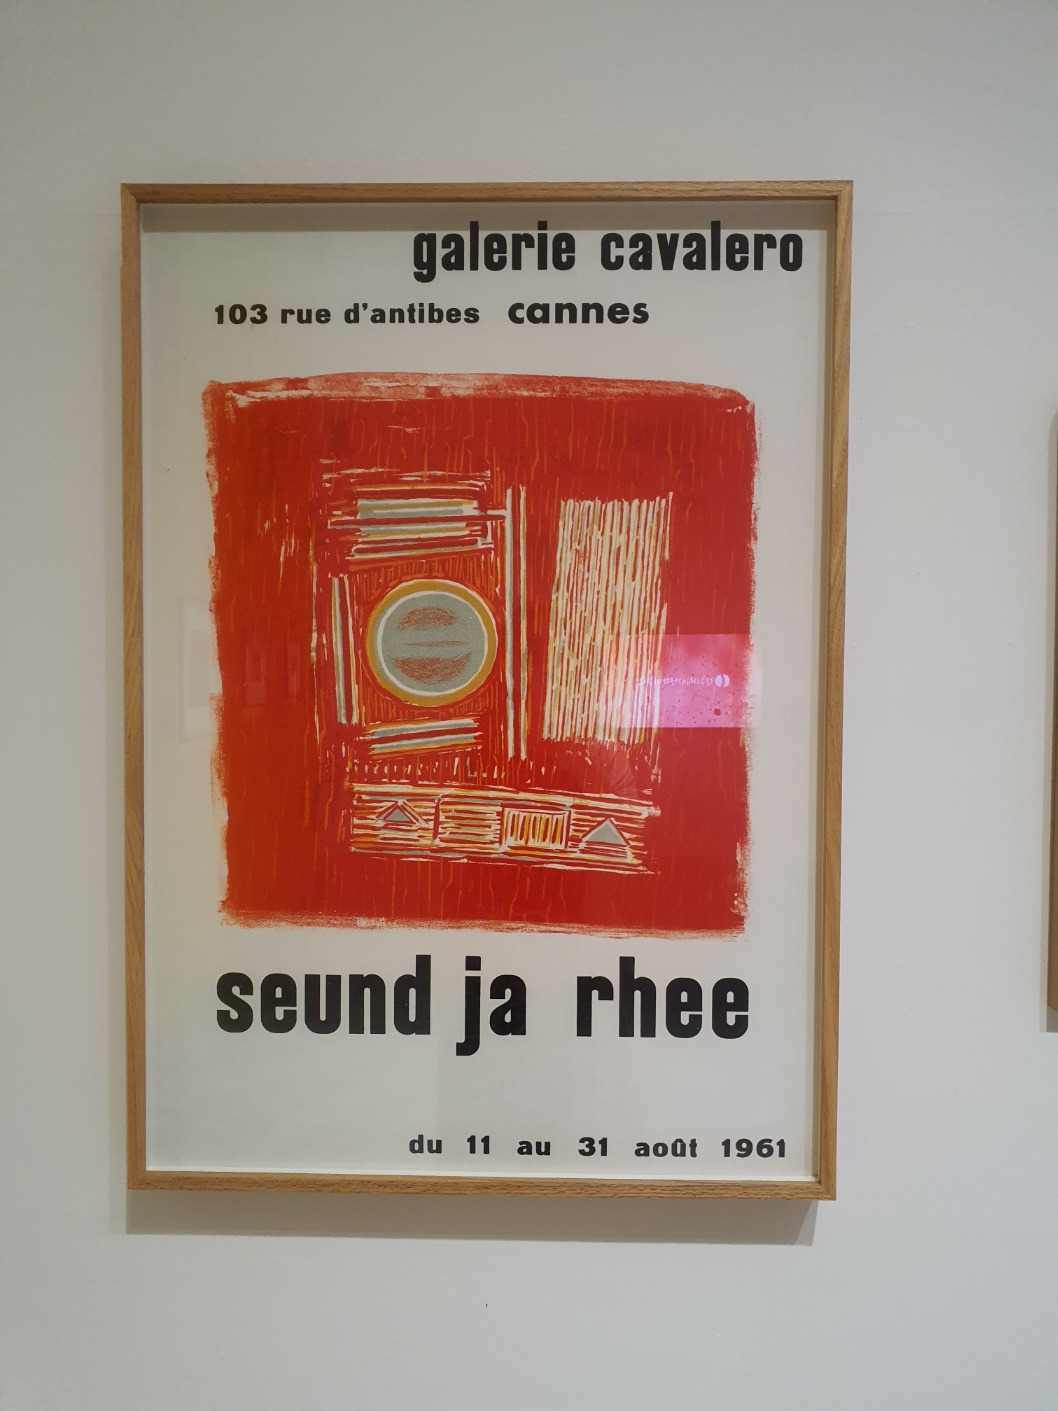 galerie cavalero
103 rue d'antibes cannes
seund ja rhee
du 11 au 31 août 1961